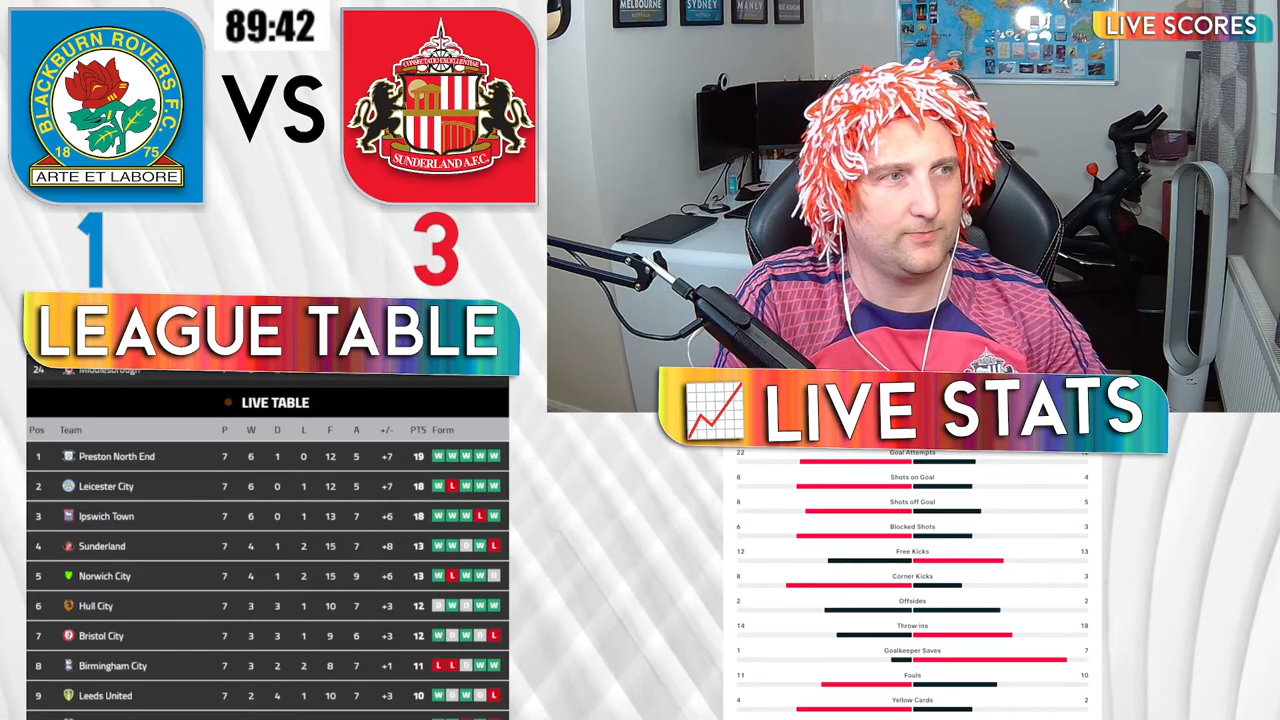 BLACKBURN ROVERS F.C.
18 75
ARTE ET LABORE
89:42
VS
CONSECTATIO EXCELLENTIAE
SUNDERLAND A.F.C.
1 3
MELBOURNE
AUSTRALIA
SYDNEY
AUSTRALIA
MANLY
LIVE SCORES
LEAGUE TABLE
24 Middlesbrough
LIVE TABLE
Pos Team P W D L F A +/- PTS Form
1 Preston North End 7 6 1 0 12 5 +7 19 W W W W W
2 Leicester City 7 6 0 1 12 5 +7 18 W L W W W
3 Ipswich Town 7 6 0 1 13 7 +6 18 W W W L W
4 Sunderland 7 4 1 2 15 7 +8 13 W W D W L
5 Norwich City 7 4 1 2 15 9 +6 13 W L W W D
6 Hull City 7 3 3 1 10 7 +3 12 D W D W W
7 Bristol City 7 3 3 1 9 6 +3 12 W D W D L
8 Birmingham City 7 3 2 2 8 7 +1 11 L L D W W
9 Leeds United 7 2 4 1 10 7 +3 10 W D W D L
LIVE STATS
22 Goal Attempts 12
8 Shots on Goal 4
8 Shots off Goal 5
6 Blocked Shots 3
12 Free Kicks 13
8 Corner Kicks 3
2 Offsides 2
14 Throw-ins 18
1 Goalkeeper Saves 7
11 Fouls 10
4 Yellow Cards 2